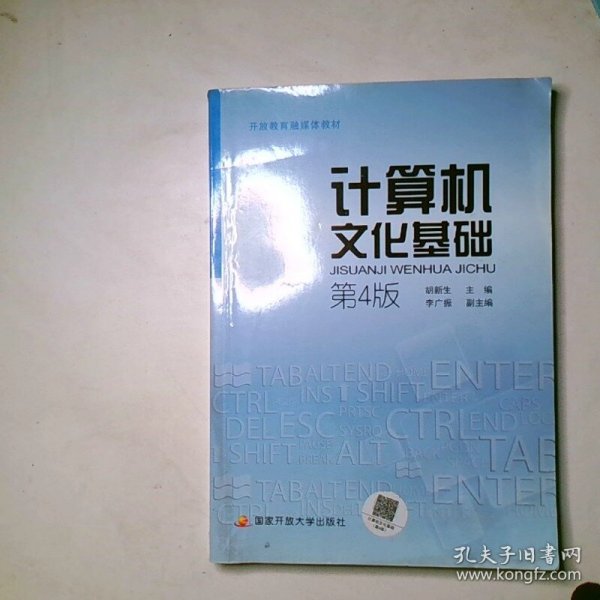 开放教育融媒体教材
计算机
文化基础
JISUANJI WENHUA JICHU
第4版
胡新生 主 编
李广振 副主编
TAB ALT END ENTER
CTRL INS T SHIFT CAPS
DEL ESC PRTSC SYSRQ CTRL END
SHIFT ALT TAB
TAB ALT END ENTER
国家开放大学出版社
孔夫子旧书网
www.kongfz.com